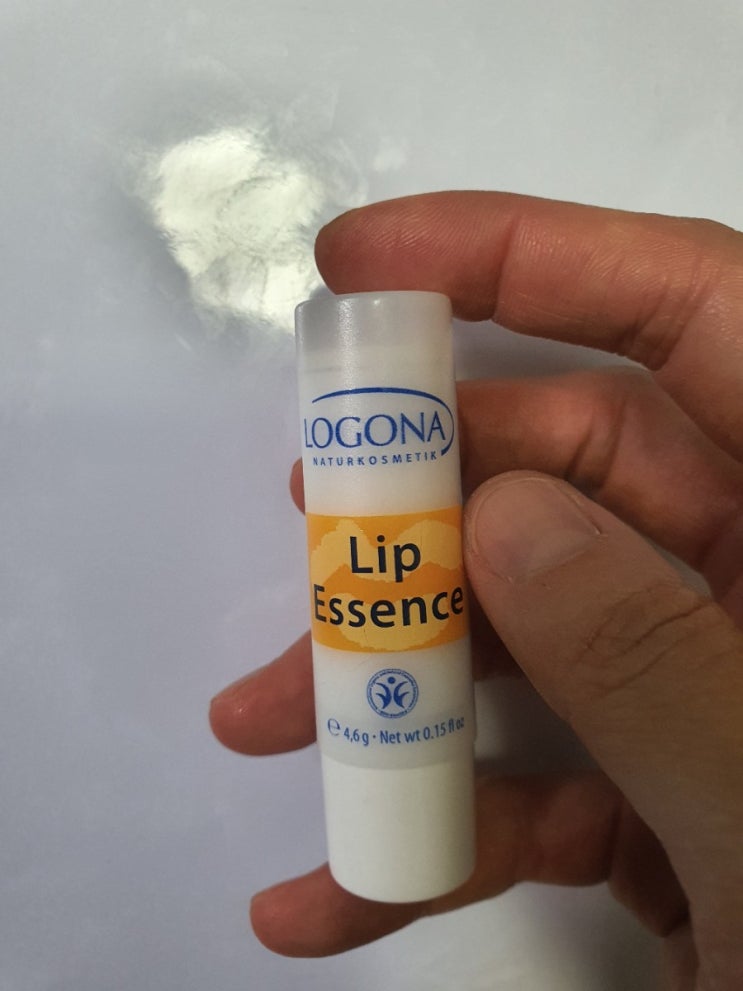 LOGONA
NATURKOSMETIK
Lip
Essence
℮ 4,6 g · Net wt 0.15 fl oz